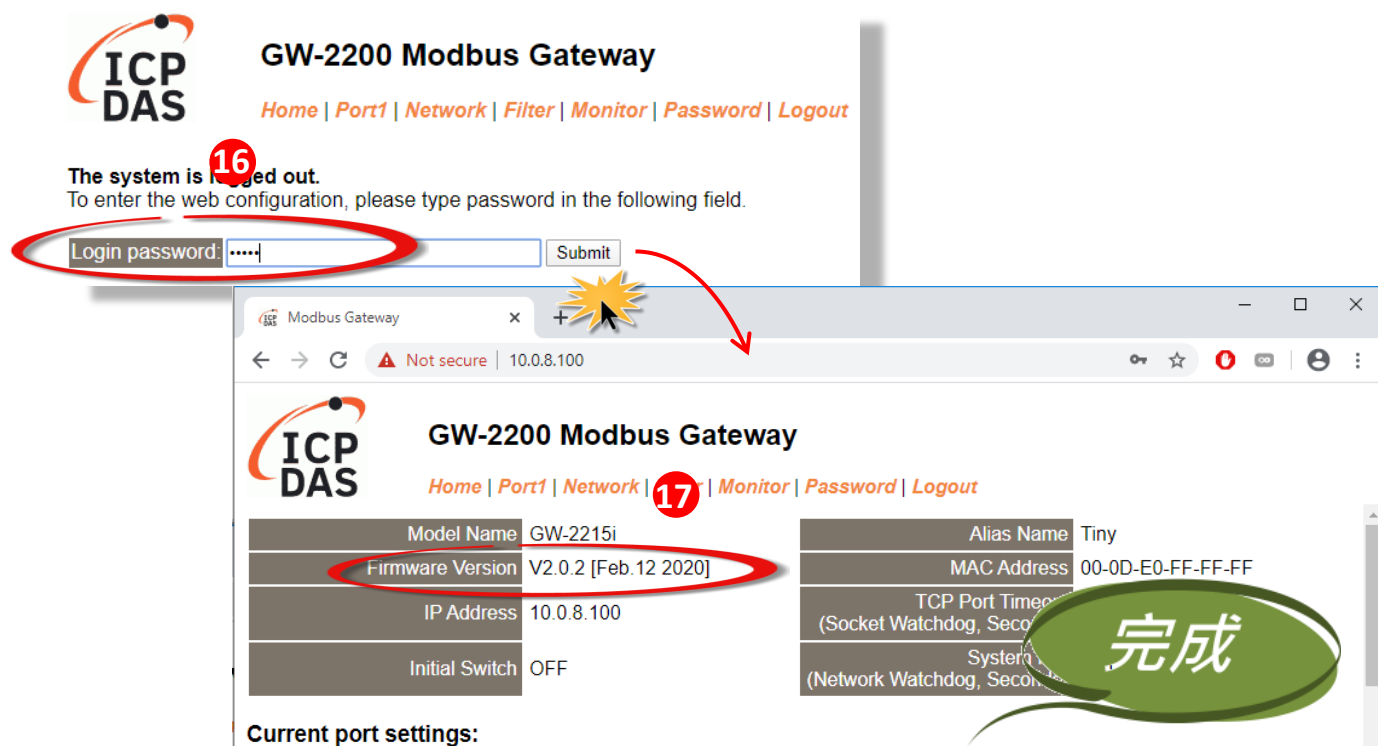 ICP
DAS
GW-2200 Modbus Gateway
Home | Port1 | Network | Filter | Monitor | Password | Logout
16
The system is logged out.
To enter the web configuration, please type password in the following field.
Login password: ••••• Submit
Modbus Gateway
Not secure | 10.0.8.100
ICP
DAS
GW-2200 Modbus Gateway
Home | Port1 | Network | | Monitor | Password | Logout
17
Model Name GW-2215i Alias Name Tiny
Firmware Version V2.0.2 [Feb.12 2020] MAC Address 00-0D-E0-FF-FF-FF
IP Address 10.0.8.100 TCP Port Timeout
(Socket Watchdog,
Initial Switch OFF System
(Network Watchdog,
完成
Current port settings: